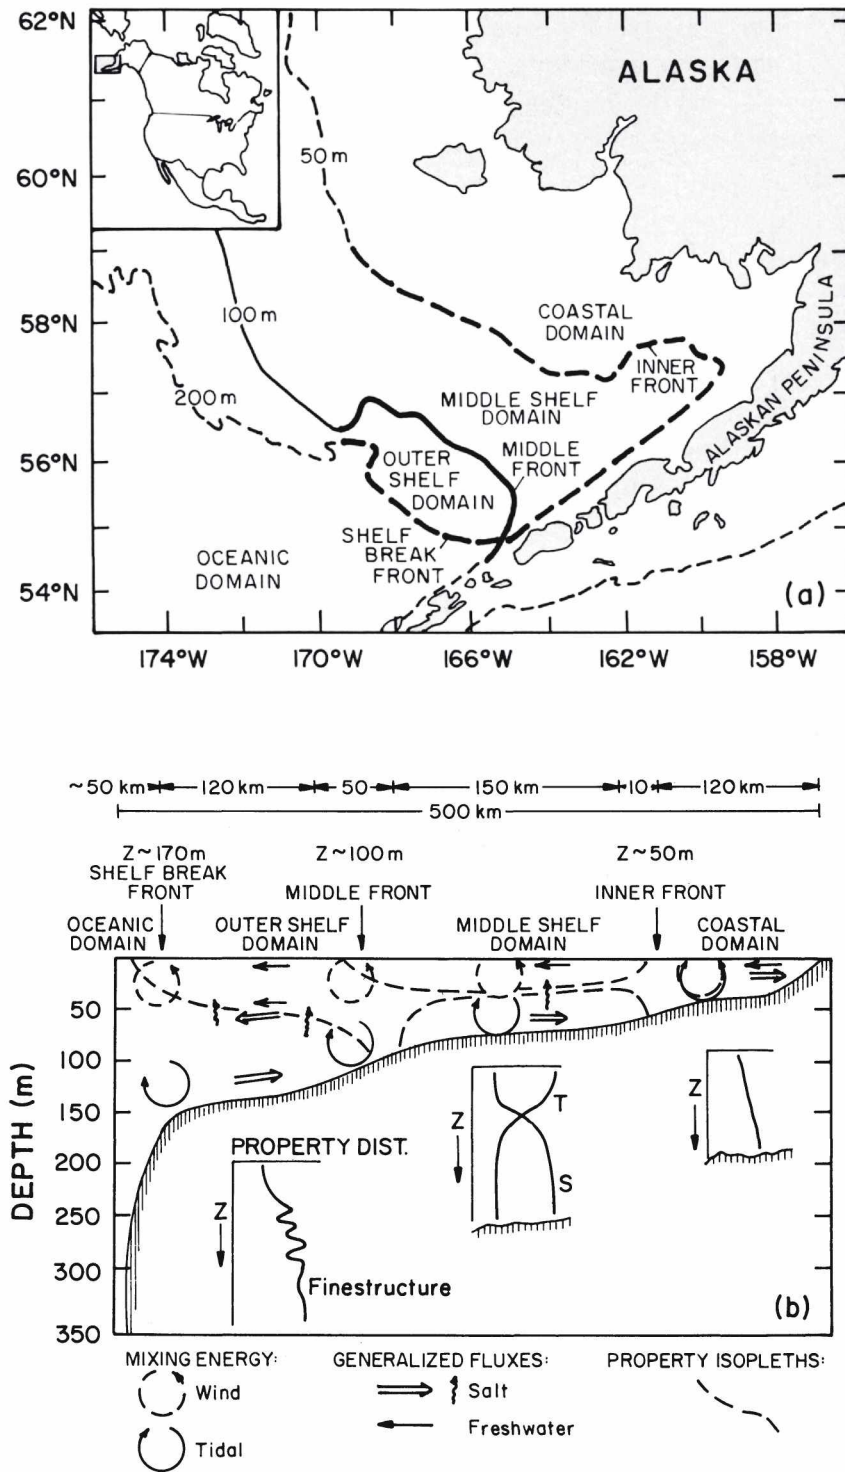 62°N
60°N
58°N
56°N
54°N
ALASKA
50 m
100 m
200 m
COASTAL
DOMAIN
INNER
FRONT
ALASKAN PENINSULA
MIDDLE SHELF
DOMAIN
MIDDLE
FRONT
OUTER
SHELF
DOMAIN
SHELF
BREAK
FRONT
OCEANIC
DOMAIN
(a)
174°W 170°W 166°W 162°W 158°W
~50 km 120 km 50 150 km 10 120 km
500 km
Z~170m Z~100m Z~50m
SHELF BREAK
FRONT MIDDLE FRONT INNER FRONT
OCEANIC OUTER SHELF MIDDLE SHELF COASTAL
DOMAIN DOMAIN DOMAIN DOMAIN
DEPTH (m)
50
100
150
200
250
300
350
PROPERTY DIST.
Z
Finestructure
Z
T
S
Z
(b)
MIXING ENERGY: GENERALIZED FLUXES: PROPERTY ISOPLETHS:
Wind Salt
Freshwater
Tidal